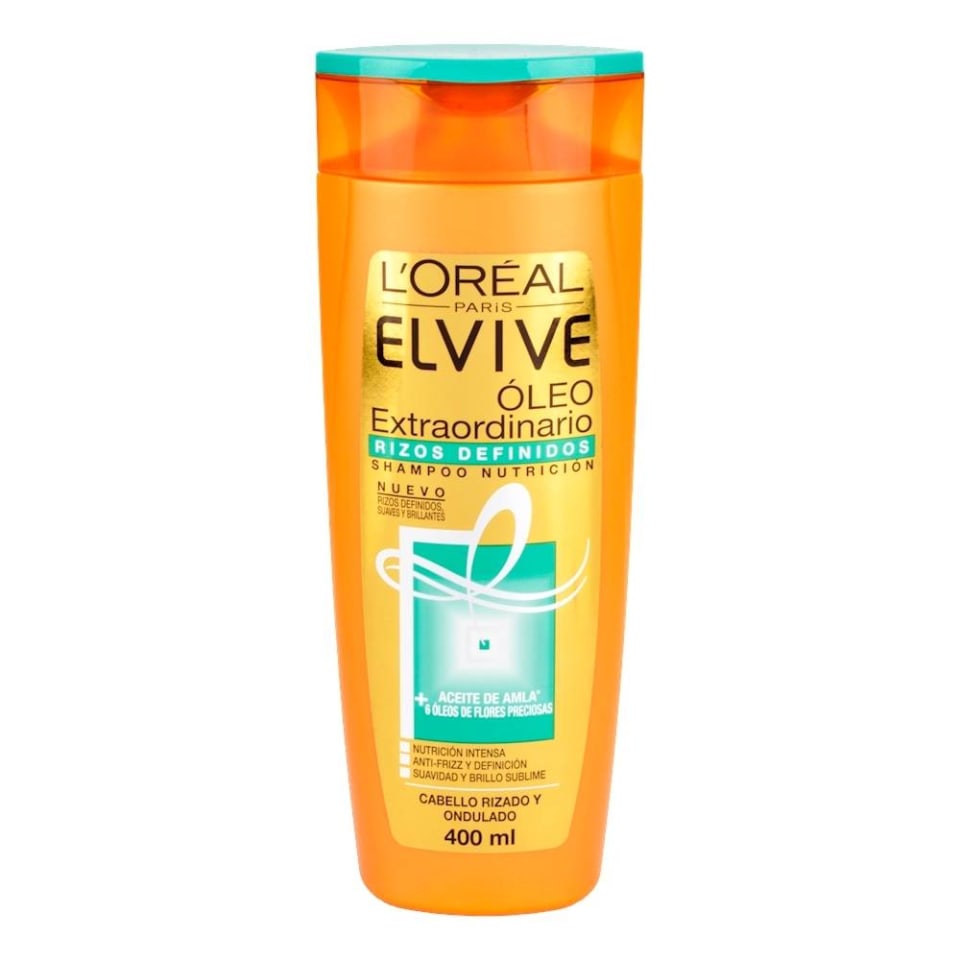 L'ORÉAL
PARIS
ELVIVE
ÓLEO
Extraordinario
RIZOS DEFINIDOS
SHAMPOO NUTRICIÓN
NUEVO
RIZOS DEFINIDOS,
SUAVES Y BRILLANTES
+ ACEITE DE AMLA*
6 ÓLEOS DE FLORES PRECIOSAS
NUTRICIÓN INTENSA
ANTI-FRIZZ Y DEFINICIÓN
SUAVIDAD Y BRILLO SUBLIME
CABELLO RIZADO Y
ONDULADO
400 ml